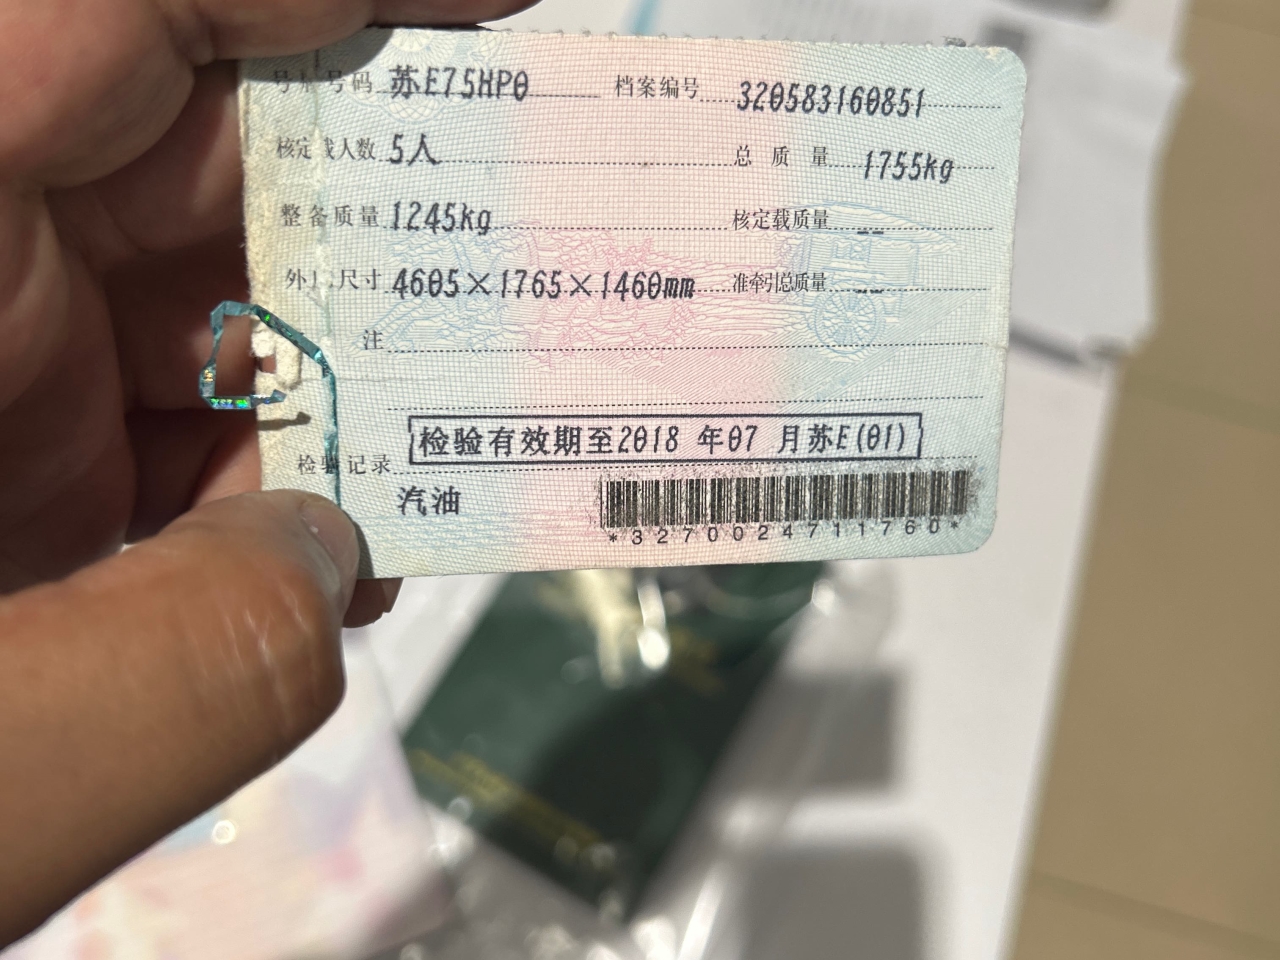 号牌号码 苏E75HP0 档案编号 320583160851
核定载人数 5人 总质量 1755kg
整备质量 1245kg 核定载质量 --
外廓尺寸 4605×1765×1460mm 准牵引总质量 --
注
检验有效期至2018 年07 月苏E(01)
检验记录
汽油
*3270024711760*